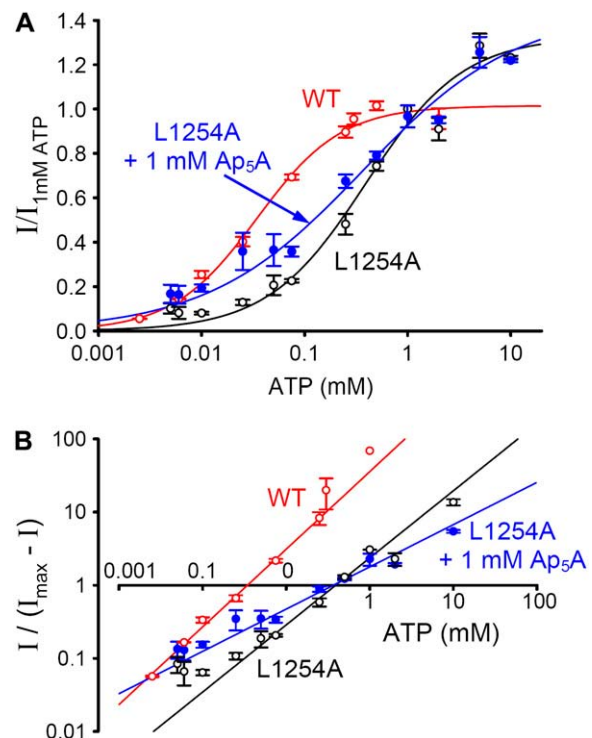 A
1.4
1.2
1.0
0.8
0.6
0.4
0.2
0.0
I/I1mM ATP
WT
L1254A
+ 1 mM Ap5A
L1254A
0.001
0.01
0.1
1
10
ATP (mM)
B
100
10
1
0.1
0.01
I / (Imax - I)
WT
0.001
0.1
0
1
10
100
L1254A
+ 1 mM Ap5A
ATP (mM)
L1254A